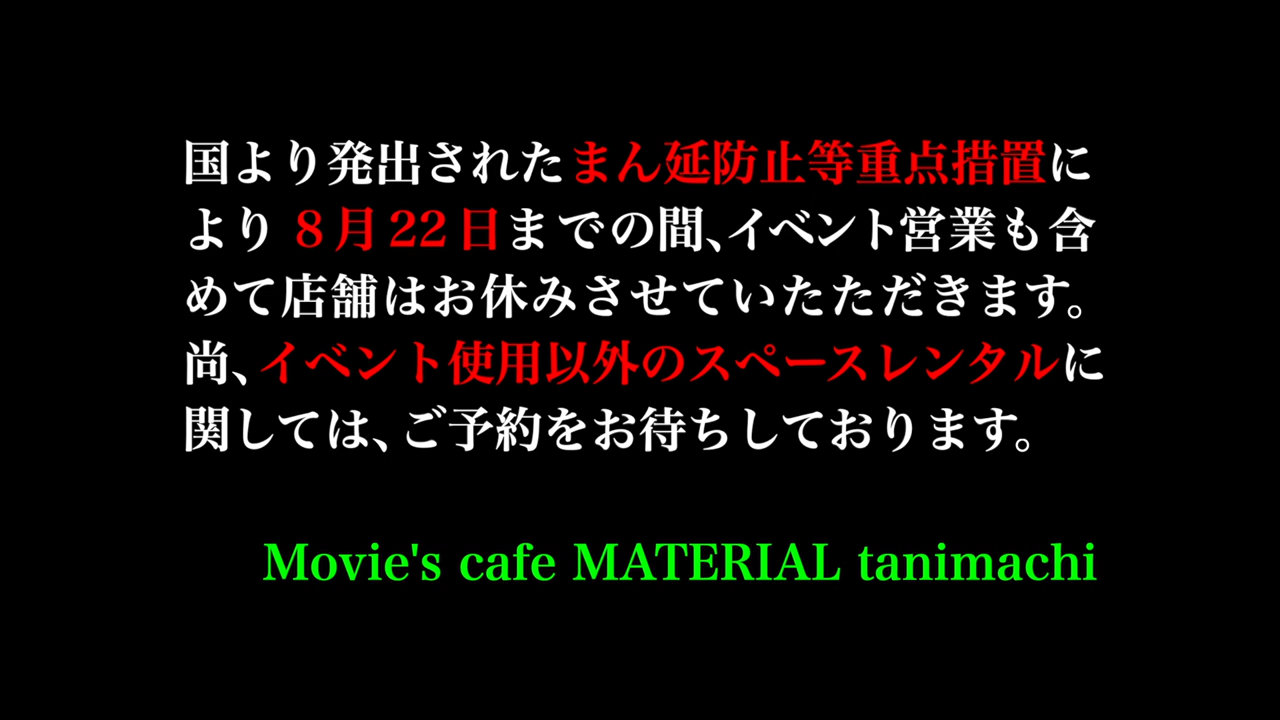 国より発出されたまん延防止等重点措置に
より８月22日までの間、イベント営業も含
めて店舗はお休みさせていたただきます。
尚、イベント使用以外のスペースレンタルに
関しては、ご予約をお待ちしております。
Movie's cafe MATERIAL tanimachi